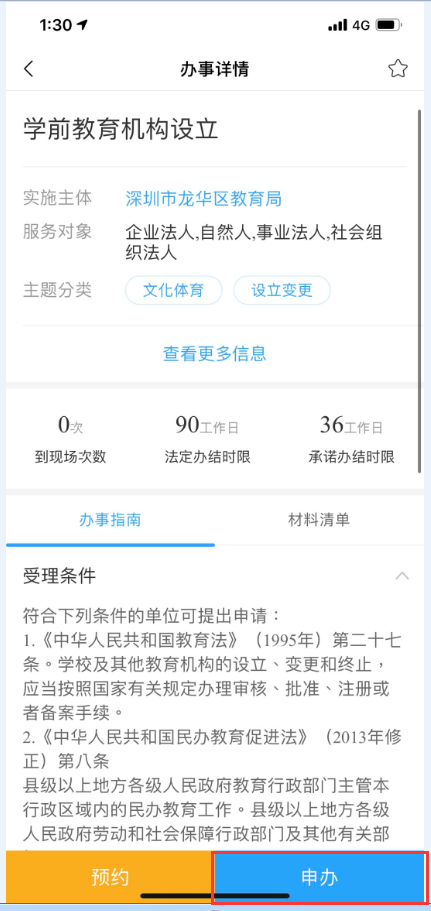 1:30
4G
办事详情
学前教育机构设立
实施主体 深圳市龙华区教育局
服务对象 企业法人,自然人,事业法人,社会组
织法人
主题分类 文化体育 设立变更
查看更多信息
0次 90工作日 36工作日
到现场次数 法定办结时限 承诺办结时限
办事指南 材料清单
受理条件
符合下列条件的单位可提出申请：
1.《中华人民共和国教育法》（1995年）第二十七
条。学校及其他教育机构的设立、变更和终止，
应当按照国家有关规定办理审核、批准、注册或
者备案手续。
2.《中华人民共和国民办教育促进法》（2013年修
正）第八条
县级以上地方各级人民政府教育行政部门主管本
行政区域内的民办教育工作。县级以上地方各级
人民政府劳动和社会保障行政部门及其他有关部
预约 申办